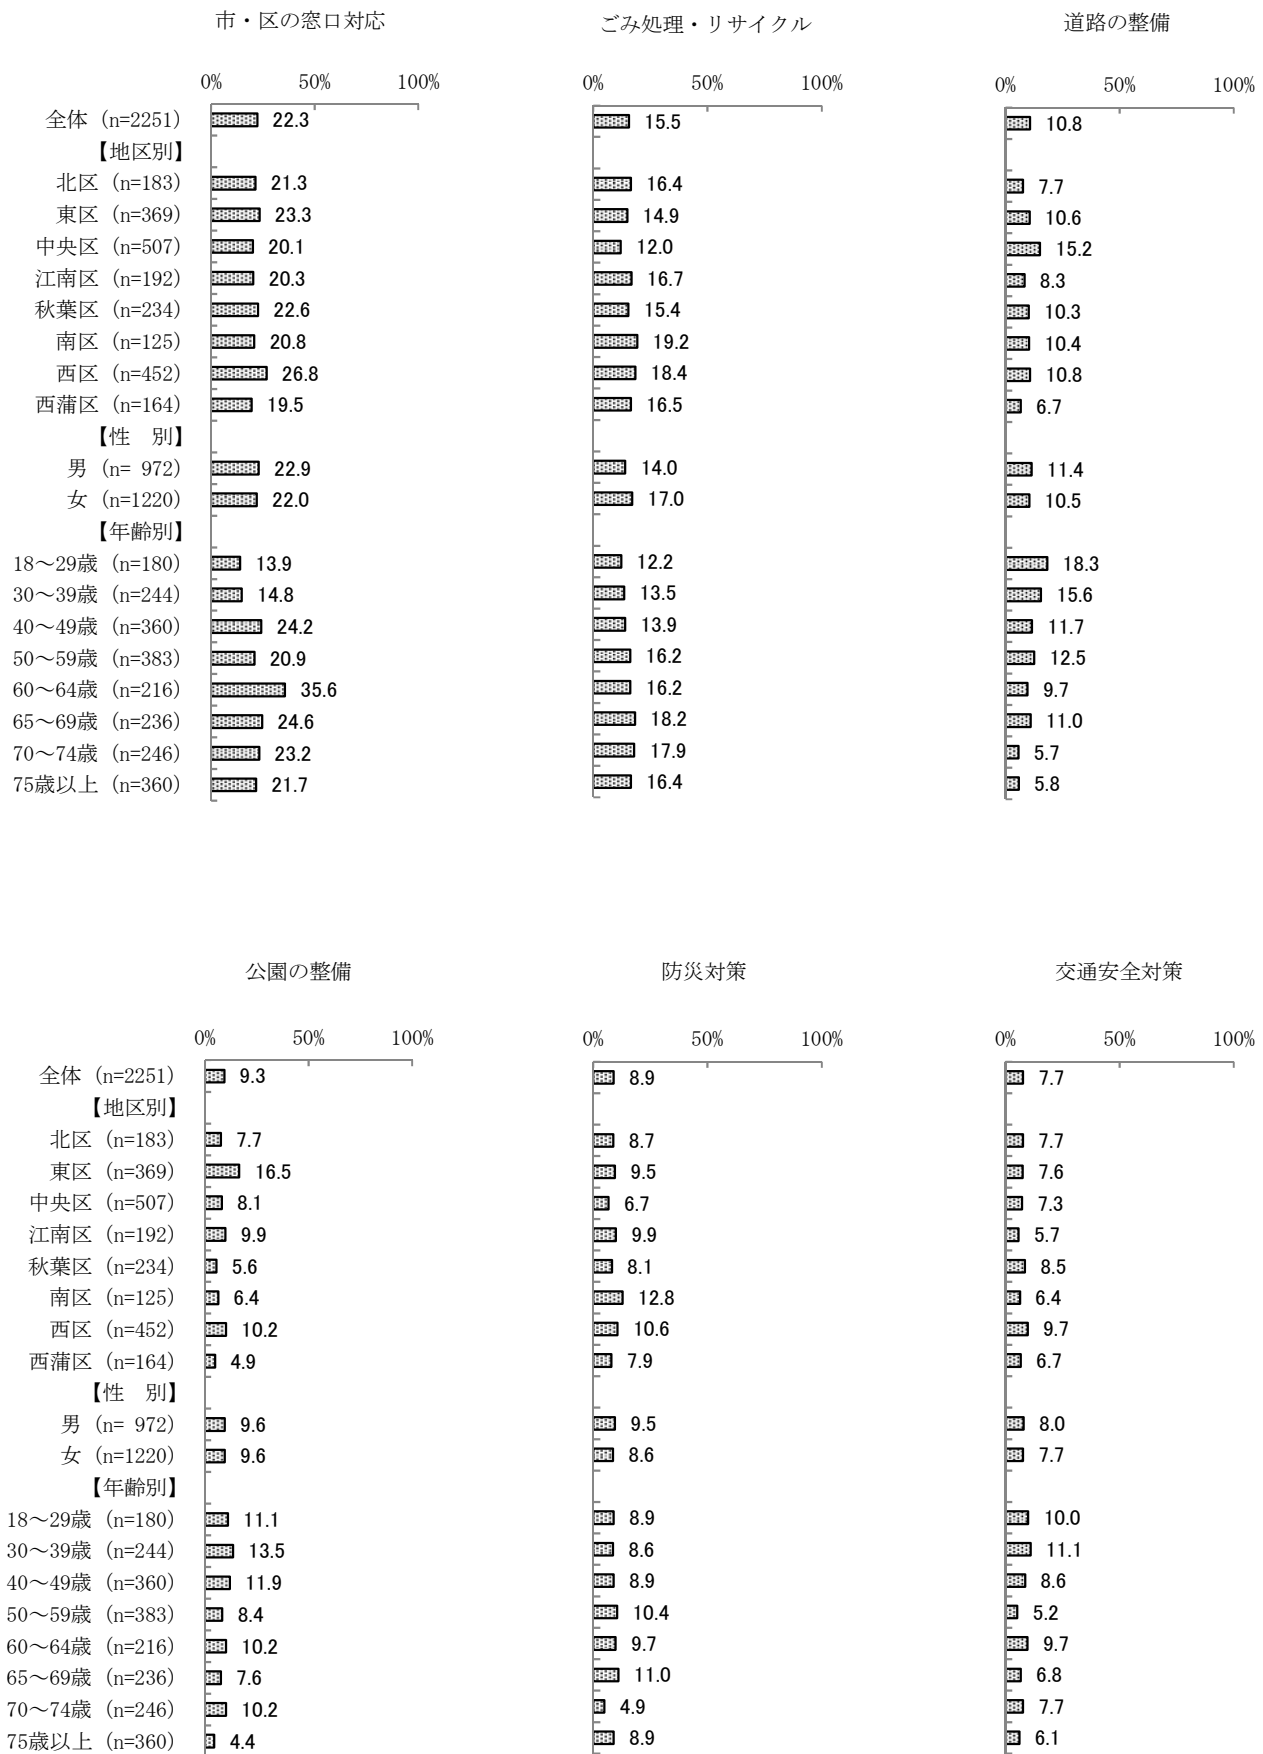 市・区の窓口対応 ごみ処理・リサイクル 道路の整備
0% 50% 100% 0% 50% 100% 0% 50% 100%
全体 (n=2251) 22.3 15.5 10.8
【地区別】
北区 (n=183) 21.3 16.4 7.7
東区 (n=369) 23.3 14.9 10.6
中央区 (n=507) 20.1 12.0 15.2
江南区 (n=192) 20.3 16.7 8.3
秋葉区 (n=234) 22.6 15.4 10.3
南区 (n=125) 20.8 19.2 10.4
西区 (n=452) 26.8 18.4 10.8
西蒲区 (n=164) 19.5 16.5 6.7
【性　別】
男 (n= 972) 22.9 14.0 11.4
女 (n=1220) 22.0 17.0 10.5
【年齢別】
18～29歳 (n=180) 13.9 12.2 18.3
30～39歳 (n=244) 14.8 13.5 15.6
40～49歳 (n=360) 24.2 13.9 11.7
50～59歳 (n=383) 20.9 16.2 12.5
60～64歳 (n=216) 35.6 16.2 9.7
65～69歳 (n=236) 24.6 18.2 11.0
70～74歳 (n=246) 23.2 17.9 5.7
75歳以上 (n=360) 21.7 16.4 5.8
公園の整備 防災対策 交通安全対策
0% 50% 100% 0% 50% 100% 0% 50% 100%
全体 (n=2251) 9.3 8.9 7.7
【地区別】
北区 (n=183) 7.7 8.7 7.7
東区 (n=369) 16.5 9.5 7.6
中央区 (n=507) 8.1 6.7 7.3
江南区 (n=192) 9.9 9.9 5.7
秋葉区 (n=234) 5.6 8.1 8.5
南区 (n=125) 6.4 12.8 6.4
西区 (n=452) 10.2 10.6 9.7
西蒲区 (n=164) 4.9 7.9 6.7
【性　別】
男 (n= 972) 9.6 9.5 8.0
女 (n=1220) 9.6 8.6 7.7
【年齢別】
18～29歳 (n=180) 11.1 8.9 10.0
30～39歳 (n=244) 13.5 8.6 11.1
40～49歳 (n=360) 11.9 8.9 8.6
50～59歳 (n=383) 8.4 10.4 5.2
60～64歳 (n=216) 10.2 9.7 9.7
65～69歳 (n=236) 7.6 11.0 6.8
70～74歳 (n=246) 10.2 4.9 7.7
75歳以上 (n=360) 4.4 8.9 6.1